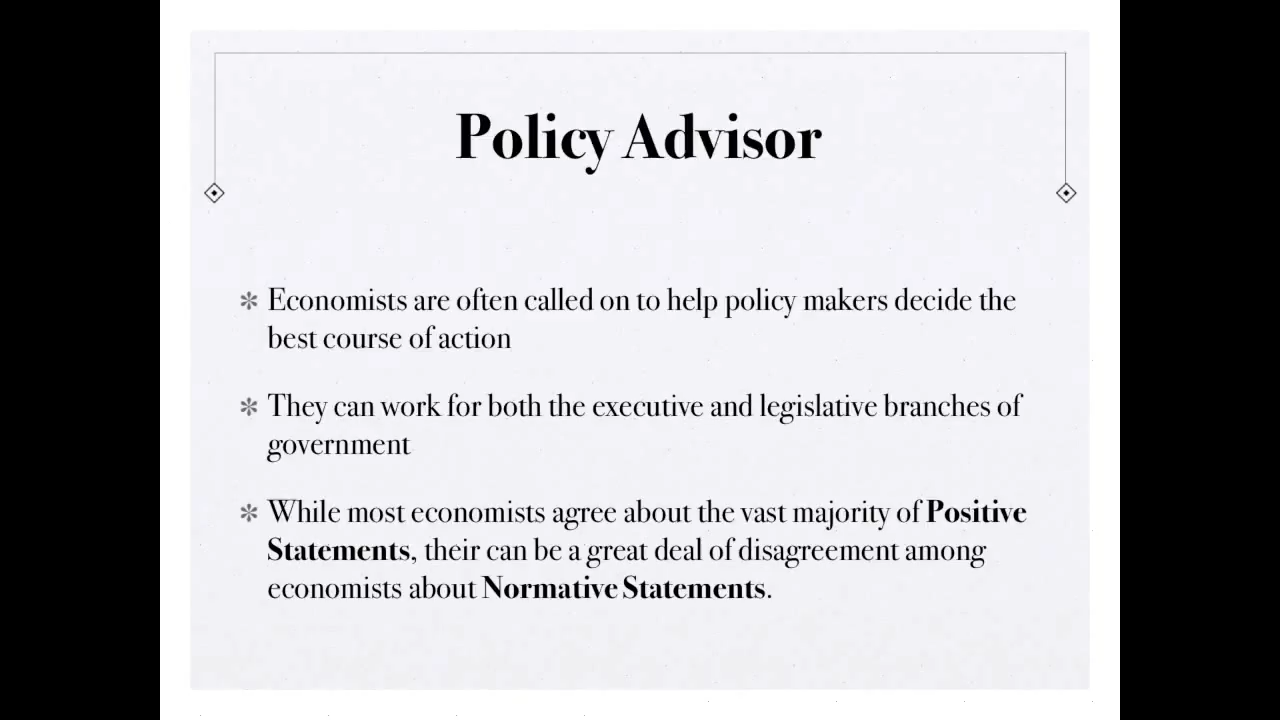 Policy Advisor
Economists are often called on to help policy makers decide the
best course of action
They can work for both the executive and legislative branches of
government
While most economists agree about the vast majority of Positive
Statements, their can be a great deal of disagreement among
economists about Normative Statements.